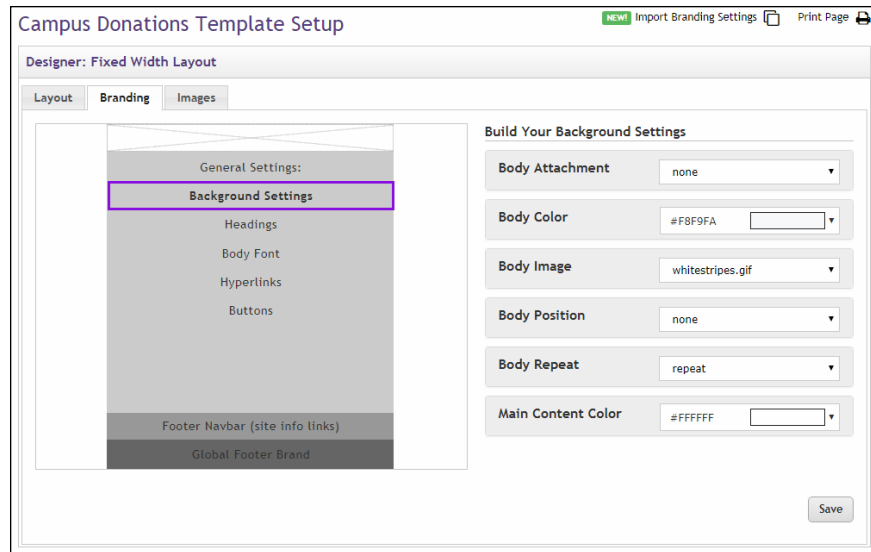 Campus Donations Template Setup
NEW! Import Branding Settings Print Page
Designer: Fixed Width Layout
Layout Branding Images
General Settings:
Background Settings
Headings
Body Font
Hyperlinks
Buttons
Footer Navbar (site info links)
Global Footer Brand
Build Your Background Settings
Body Attachment none
Body Color #F8F9FA
Body Image whitestripes.gif
Body Position none
Body Repeat repeat
Main Content Color #FFFFFF
Save